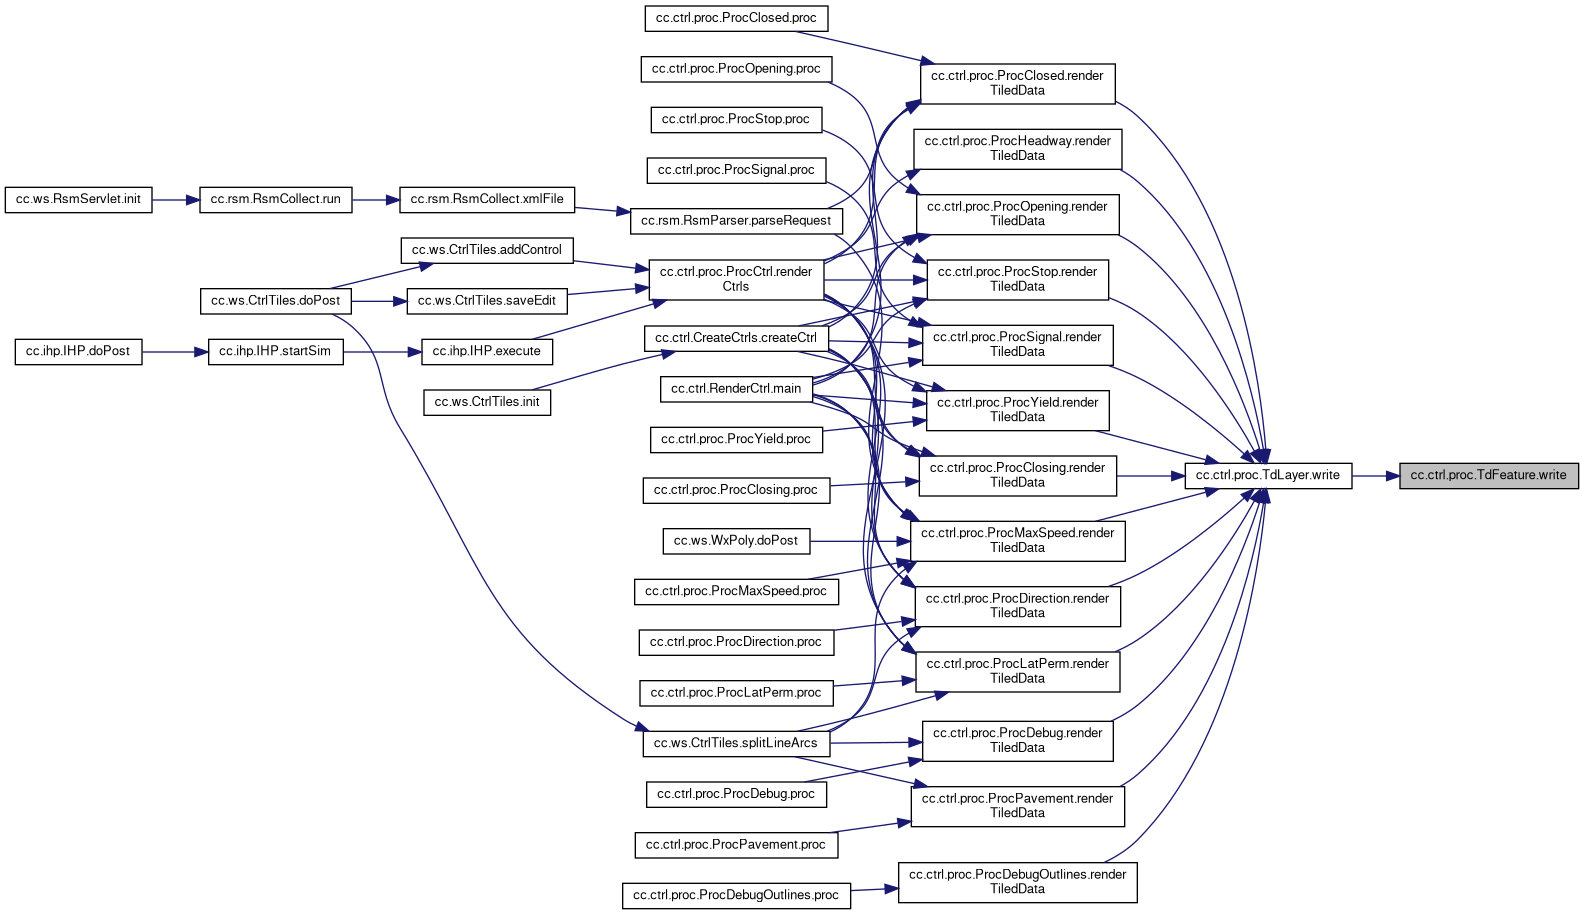 cc.ws.RsmServlet.init
cc.ihp.IHP.doPost
cc.rsm.RsmCollect.run
cc.ws.CtrlTiles.doPost
cc.ihp.IHP.startSim
cc.rsm.RsmCollect.xmlFile
cc.ws.CtrlTiles.addControl
cc.ws.CtrlTiles.saveEdit
cc.ihp.IHP.execute
cc.ws.CtrlTiles.init
cc.ctrl.proc.ProcClosed.proc
cc.ctrl.proc.ProcOpening.proc
cc.ctrl.proc.ProcStop.proc
cc.ctrl.proc.ProcSignal.proc
cc.rsm.RsmParser.parseRequest
cc.ctrl.proc.ProcCtrl.render
Ctrls
cc.ctrl.CreateCtrls.createCtrl
cc.ctrl.RenderCtrl.main
cc.ctrl.proc.ProcYield.proc
cc.ctrl.proc.ProcClosing.proc
cc.ws.WxPoly.doPost
cc.ctrl.proc.ProcMaxSpeed.proc
cc.ctrl.proc.ProcDirection.proc
cc.ctrl.proc.ProcLatPerm.proc
cc.ws.CtrlTiles.splitLineArcs
cc.ctrl.proc.ProcDebug.proc
cc.ctrl.proc.ProcPavement.proc
cc.ctrl.proc.ProcDebugOutlines.proc
cc.ctrl.proc.ProcClosed.render
TiledData
cc.ctrl.proc.ProcHeadway.render
TiledData
cc.ctrl.proc.ProcOpening.render
TiledData
cc.ctrl.proc.ProcStop.render
TiledData
cc.ctrl.proc.ProcSignal.render
TiledData
cc.ctrl.proc.ProcYield.render
TiledData
cc.ctrl.proc.ProcClosing.render
TiledData
cc.ctrl.proc.ProcMaxSpeed.render
TiledData
cc.ctrl.proc.ProcDirection.render
TiledData
cc.ctrl.proc.ProcLatPerm.render
TiledData
cc.ctrl.proc.ProcDebug.render
TiledData
cc.ctrl.proc.ProcPavement.render
TiledData
cc.ctrl.proc.ProcDebugOutlines.render
TiledData
cc.ctrl.proc.TdLayer.write
cc.ctrl.proc.TdFeature.write